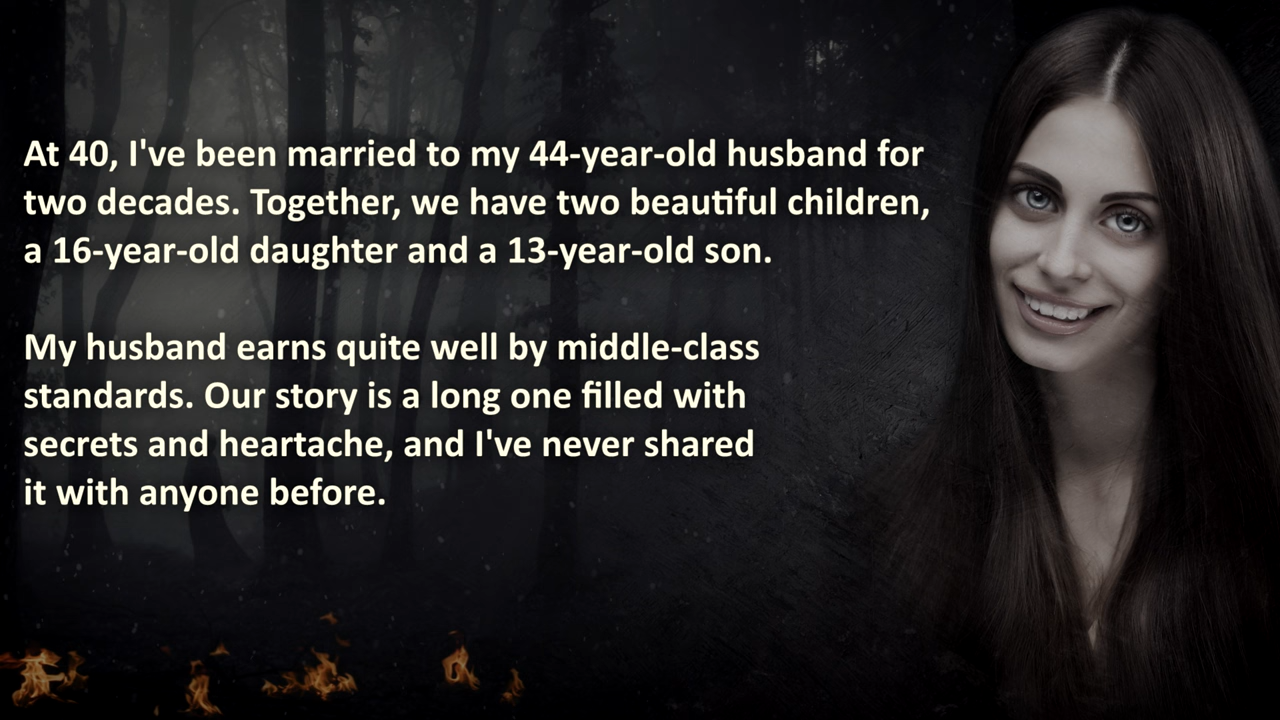 At 40, I've been married to my 44-year-old husband for
two decades. Together, we have two beautiful children,
a 16-year-old daughter and a 13-year-old son.
My husband earns quite well by middle-class
standards. Our story is a long one filled with
secrets and heartache, and I've never shared
it with anyone before.